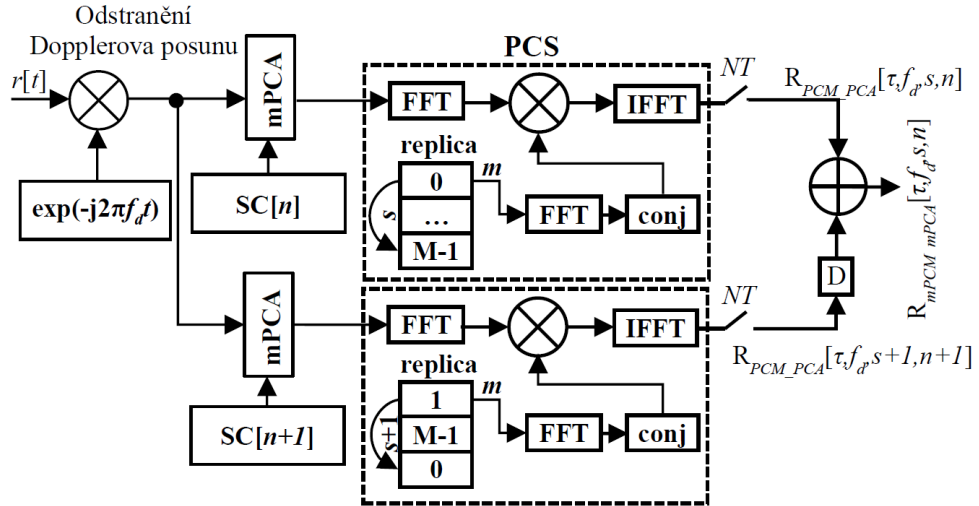 Odstranění
Dopplerova posunu
r[t]
exp(-j2πf_d t)
mPCA
SC[n]
PCS
FFT
IFFT
replica
0
...
M-1
s
m
FFT
conj
NT
R_PCM_PCA[τ,f_d,s,n]
R_mPCM_mPCA[τ,f_d,s,n]
D
mPCA
SC[n+1]
FFT
IFFT
replica
1
M-1
0
s+1
m
FFT
conj
NT
R_PCM_PCA[τ,f_d,s+1,n+1]